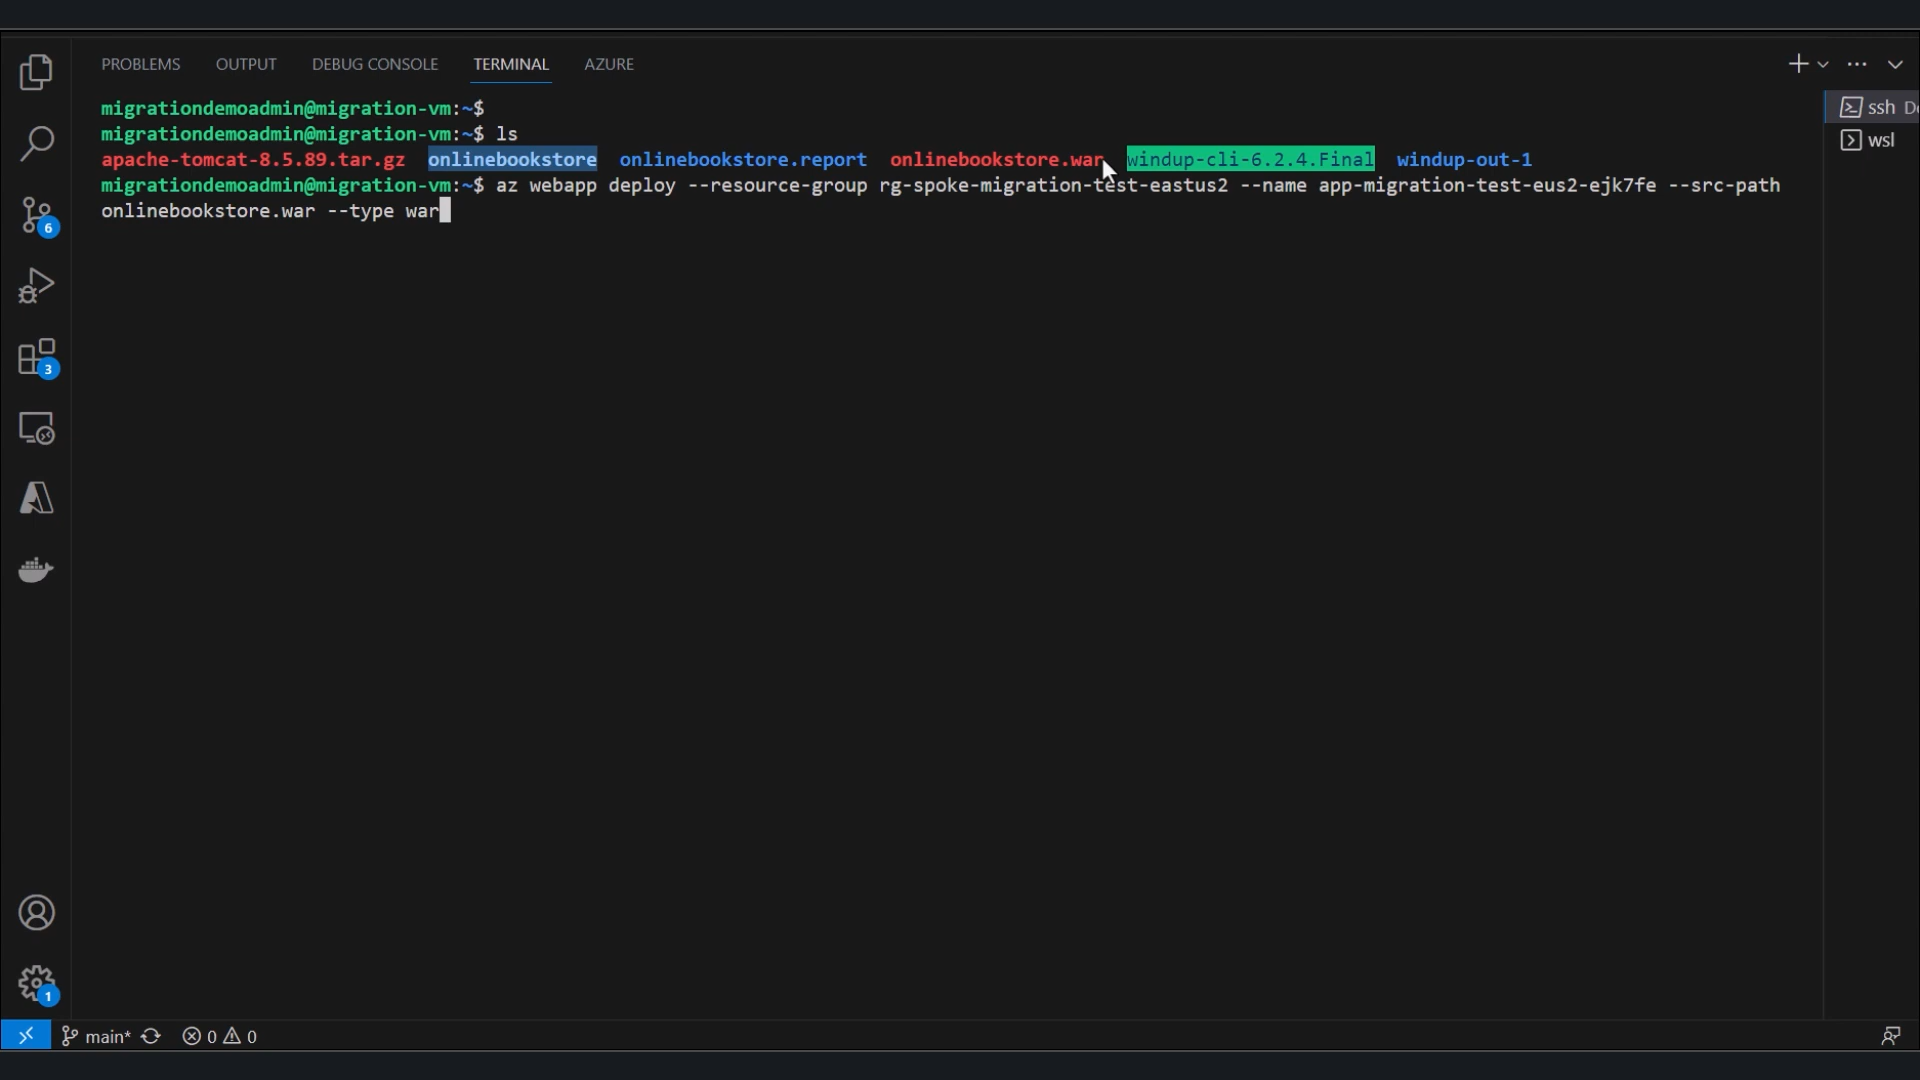 PROBLEMS OUTPUT DEBUG CONSOLE TERMINAL AZURE
migrationdemoadmin@migration-vm:~$
migrationdemoadmin@migration-vm:~$ ls
apache-tomcat-8.5.89.tar.gz onlinebookstore onlinebookstore.report onlinebookstore.war windup-cli-6.2.4.Final windup-out-1
migrationdemoadmin@migration-vm:~$ az webapp deploy --resource-group rg-spoke-migration-test-eastus2 --name app-migration-test-eus2-ejk7fe --src-path
onlinebookstore.war --type war
ssh
wsl
6
3
1
main* 0 0